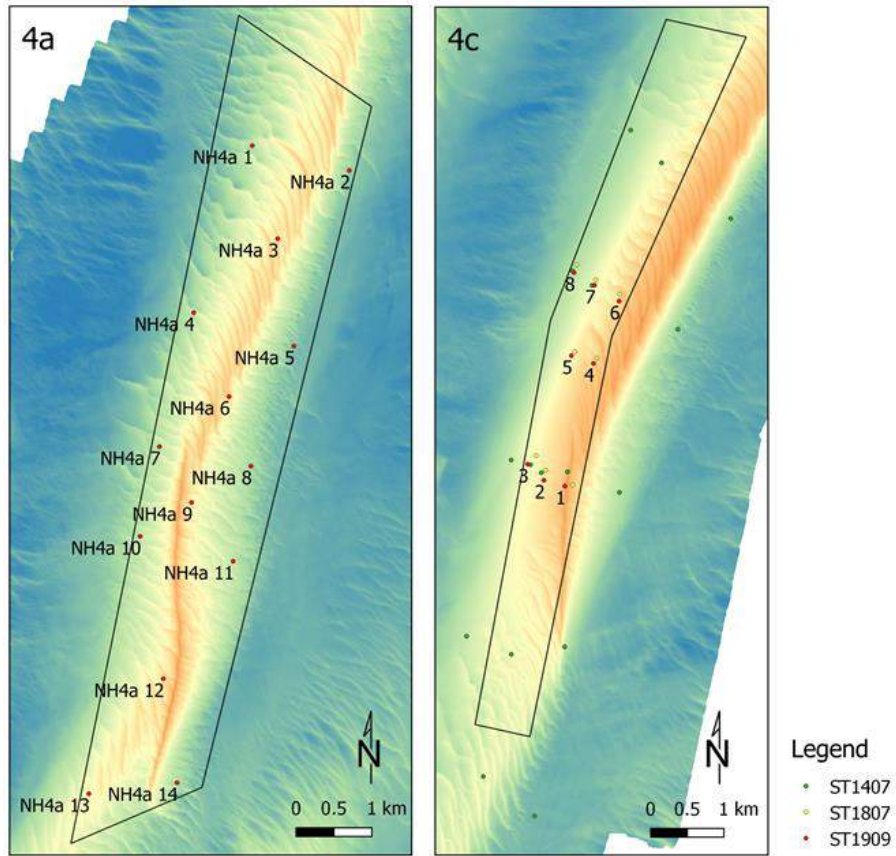 4a
NH4a 1
NH4a 2
NH4a 3
NH4a 4
NH4a 5
NH4a 6
NH4a 7
NH4a 8
NH4a 9
NH4a 10
NH4a 11
NH4a 12
NH4a 13
NH4a 14
N
0 0.5 1 km
4c
8
7
6
5
4
3
2
1
N
0 0.5 1 km
Legend
ST1407
ST1807
ST1909